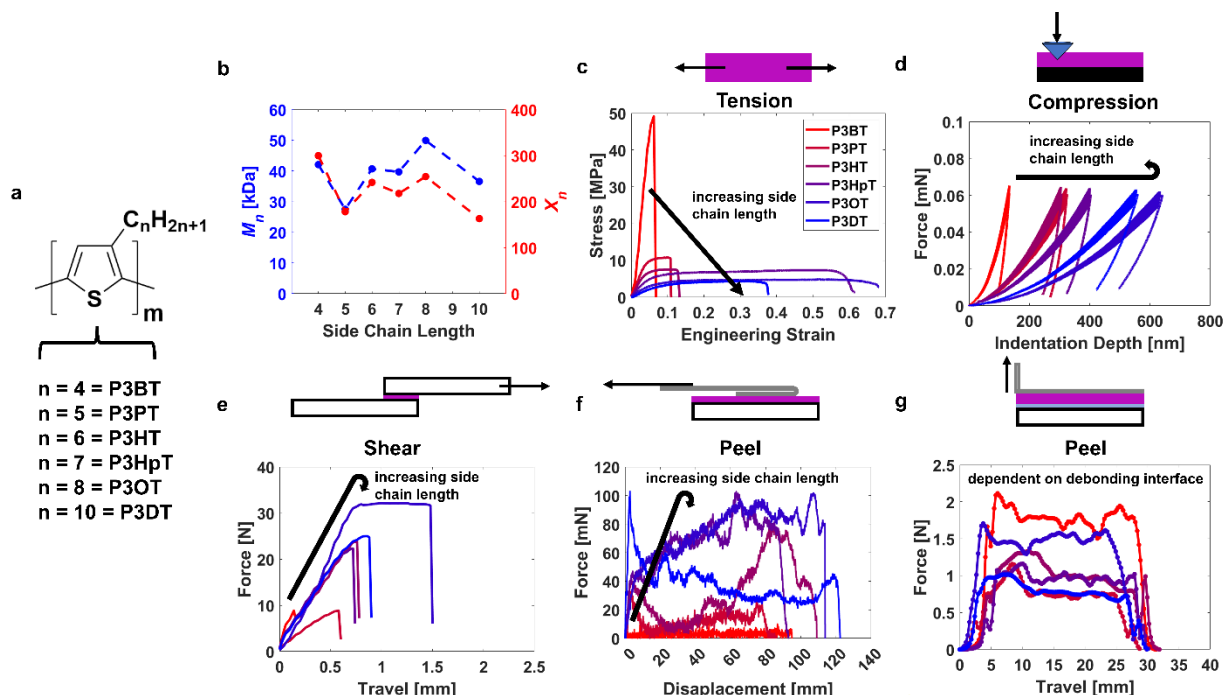 a
C_nH_{2n+1}
S
m
n = 4 = P3BT
n = 5 = P3PT
n = 6 = P3HT
n = 7 = P3HpT
n = 8 = P3OT
n = 10 = P3DT
b
M_n [kDa]
60
50
40
30
20
10
0
4 5 6 7 8 9 10
Side Chain Length
400
300
200
100
0
X_n
c
Tension
Stress [MPa]
50
40
30
20
10
0
0 0.1 0.2 0.3 0.4 0.5 0.6 0.7
Engineering Strain
increasing side
chain length
P3BT
P3PT
P3HT
P3HpT
P3OT
P3DT
d
Compression
Force [mN]
0.1
0.08
0.06
0.04
0.02
0
0 200 400 600 800
Indentation Depth [nm]
increasing side
chain length
e
Shear
Force [N]
40
30
20
10
0
0 0.5 1 1.5 2 2.5
Travel [mm]
increasing side
chain length
f
Peel
Force [mN]
120
100
80
60
40
20
0
0 20 40 60 80 100 120 140
Disaplacement [mm]
increasing side chain length
g
Peel
Force [N]
2.5
2
1.5
1
0.5
0
0 5 10 15 20 25 30 35 40
Travel [mm]
dependent on debonding interface